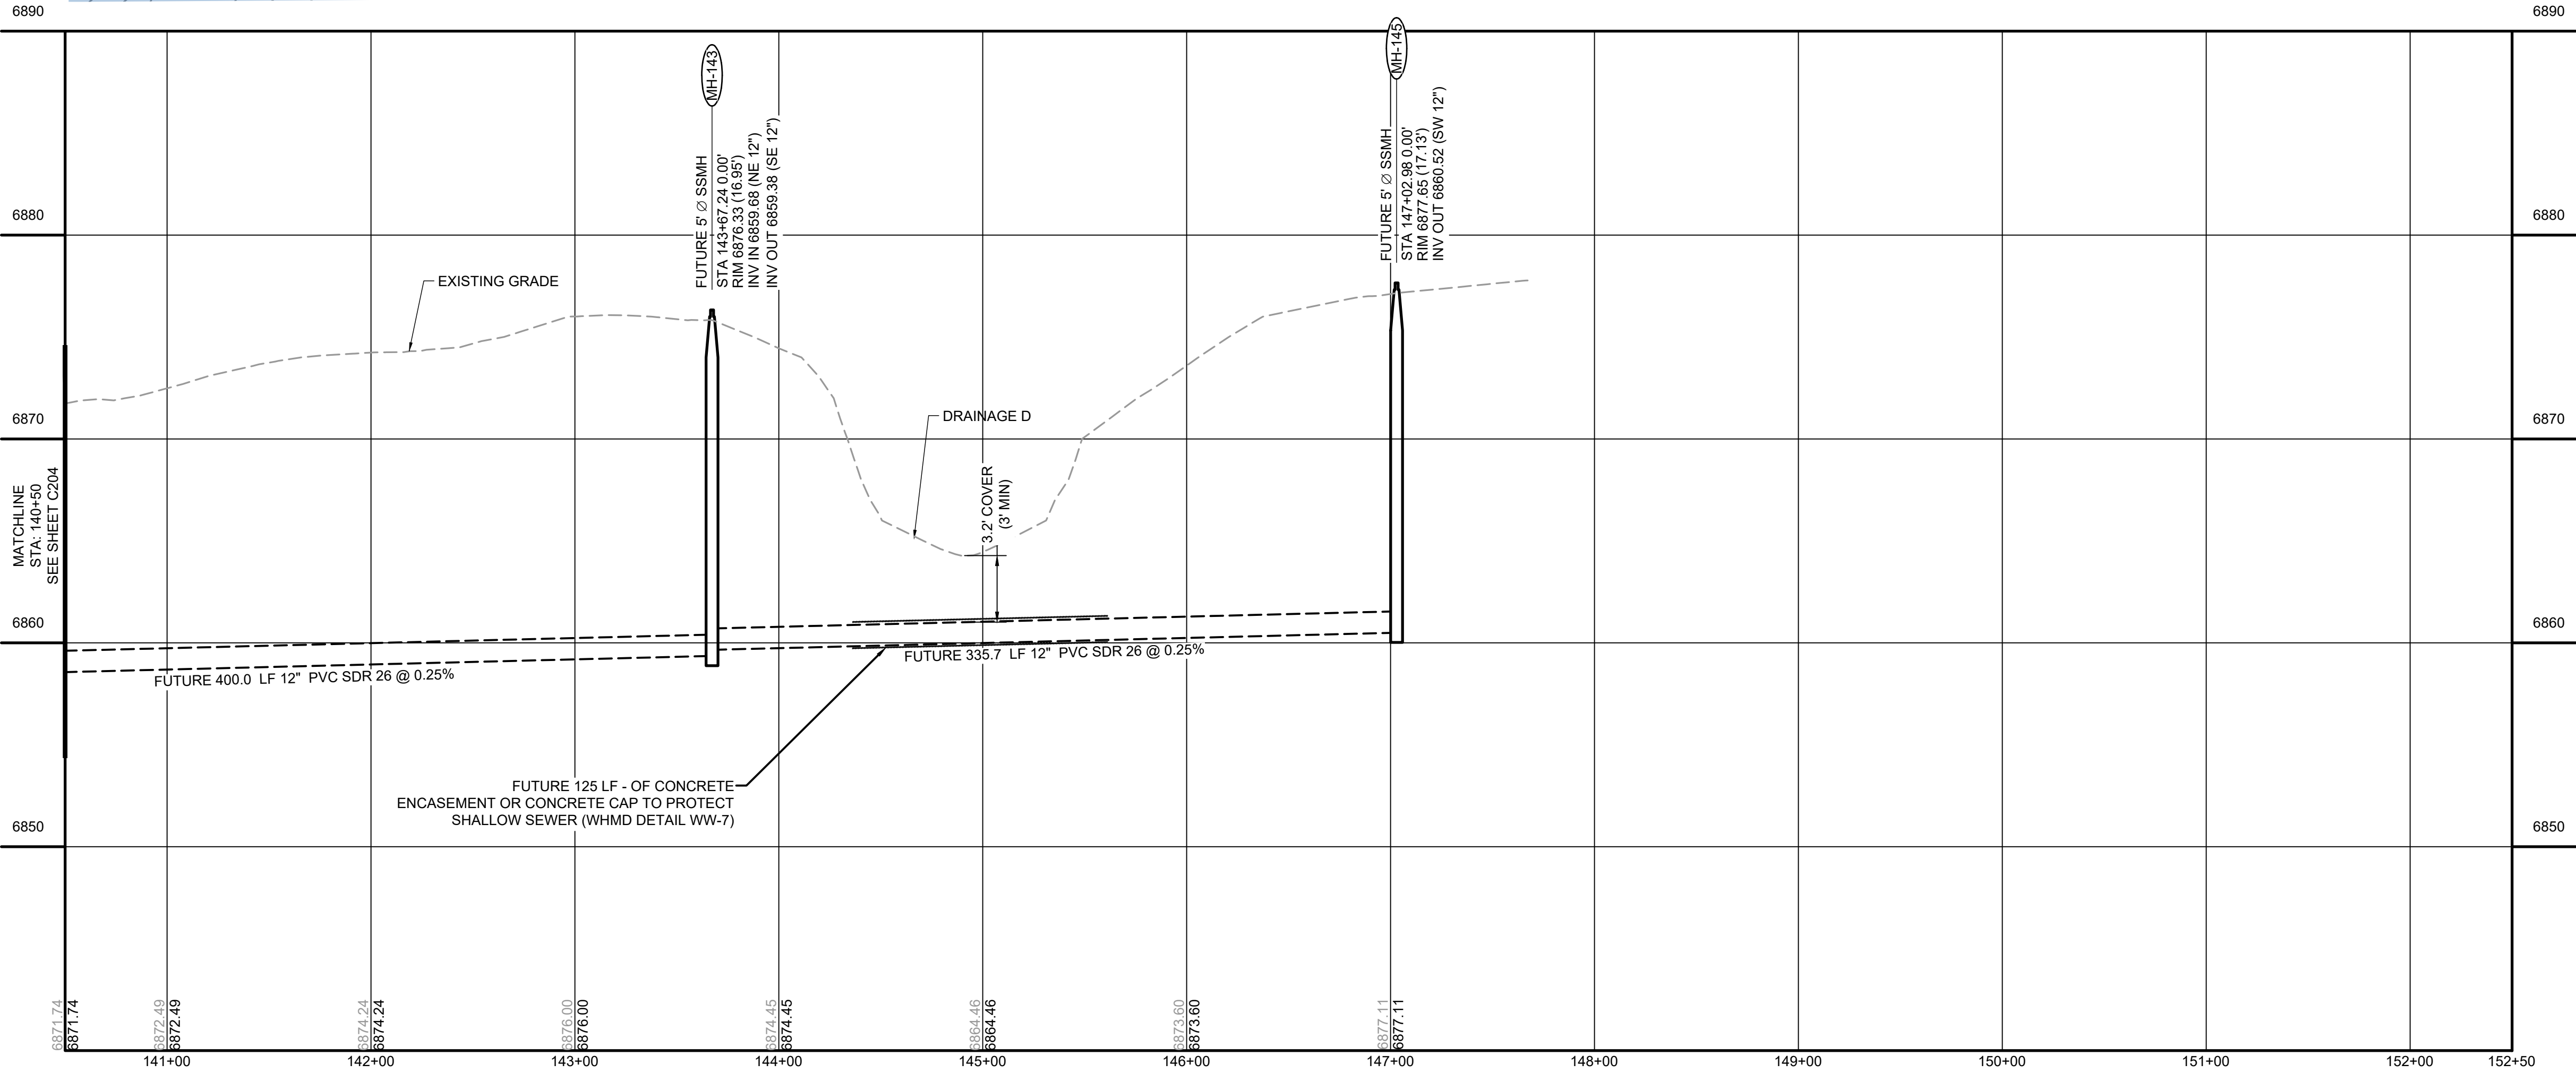 6890
6890
MH-143
FUTURE 5' Ø SSMH
STA 143+67.24 0.00'
RIM 6876.33 (16.95')
INV IN 6859.68 (NE 12")
INV OUT 6859.38 (SE 12")
MH-145
FUTURE 5' Ø SSMH
STA 147+02.98 0.00'
RIM 6877.65 (17.13')
INV OUT 6860.52 (SW 12")
6880
6880
EXISTING GRADE
6870
6870
DRAINAGE D
MATCHLINE
STA: 140+50
SEE SHEET C204
3.2' COVER
(3' MIN)
6860
6860
FUTURE 400.0 LF 12" PVC SDR 26 @ 0.25%
FUTURE 335.7 LF 12" PVC SDR 26 @ 0.25%
FUTURE 125 LF - OF CONCRETE
ENCASEMENT OR CONCRETE CAP TO PROTECT
SHALLOW SEWER (WHMD DETAIL WW-7)
6850
6850
6871.74
6871.74
6872.49
6872.49
6874.24
6874.24
6876.00
6876.00
6874.45
6874.45
6864.46
6864.46
6873.60
6873.60
6877.11
6877.11
141+00
142+00
143+00
144+00
145+00
146+00
147+00
148+00
149+00
150+00
151+00
152+00
152+50